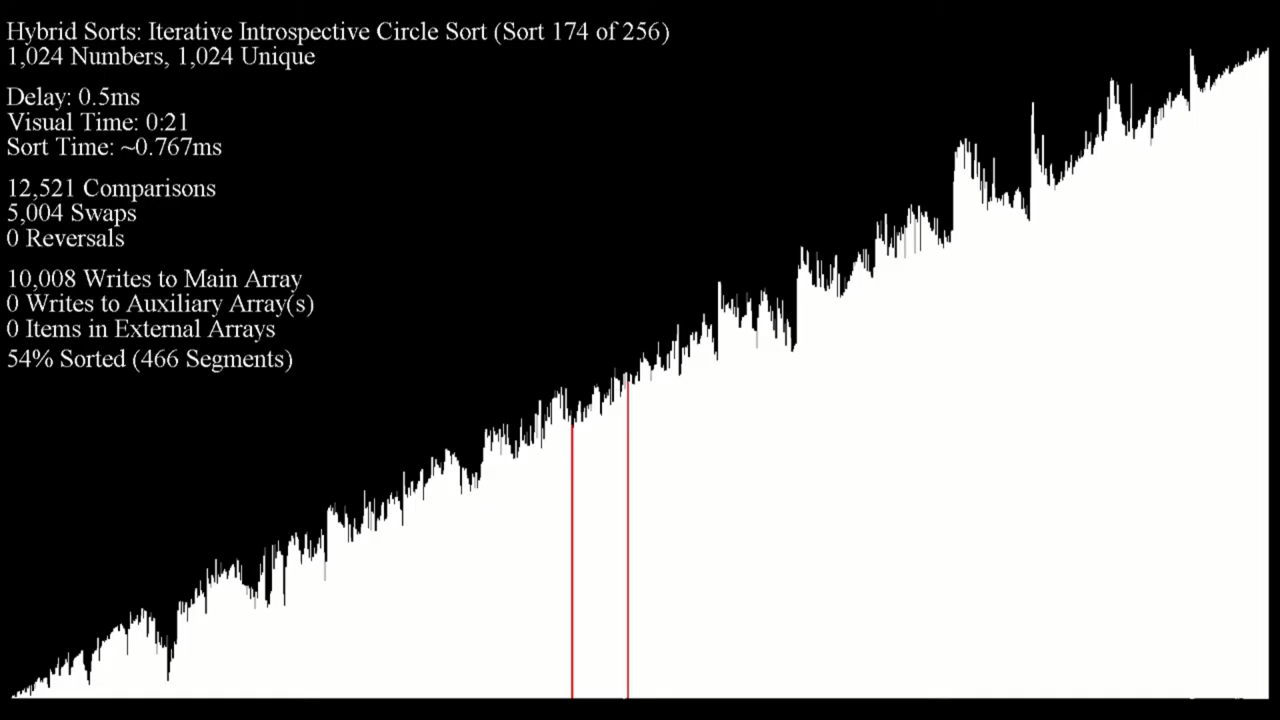 Hybrid Sorts: Iterative Introspective Circle Sort (Sort 174 of 256)
1,024 Numbers, 1,024 Unique
Delay: 0.5ms
Visual Time: 0:21
Sort Time: ~0.767ms
12,521 Comparisons
5,004 Swaps
0 Reversals
10,008 Writes to Main Array
0 Writes to Auxiliary Array(s)
0 Items in External Arrays
54% Sorted (466 Segments)